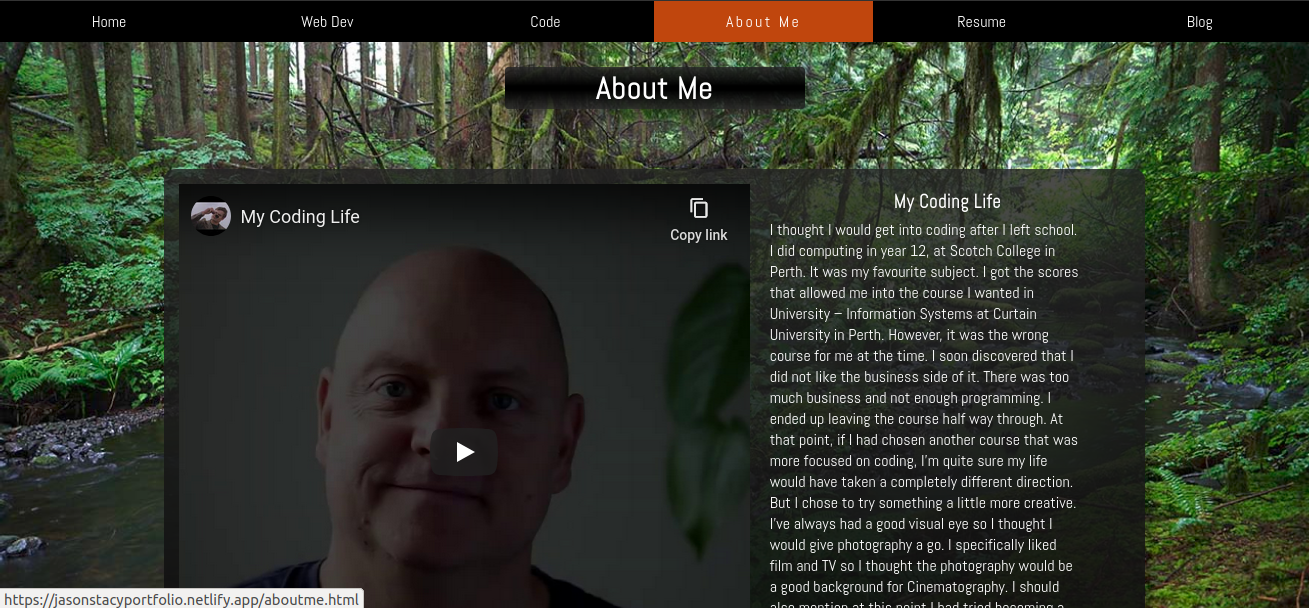 Home Web Dev Code About Me Resume Blog
About Me
My Coding Life
Copy link
My Coding Life
I thought I would get into coding after I left school.
I did computing in year 12, at Scotch College in
Perth. It was my favourite subject. I got the scores
that allowed me into the course I wanted in
University – Information Systems at Curtain
University in Perth. However, it was the wrong
course for me at the time. I soon discovered that I
did not like the business side of it. There was too
much business and not enough programming. I
ended up leaving the course half way through. At
that point, if I had chosen another course that was
more focused on coding, I'm quite sure my life
would have taken a completely different direction.
But I chose to try something a little more creative.
I've always had a good visual eye so I thought I
would give photography a go. I specifically liked
film and TV so I thought the photography would be
a good background for Cinematography. I should
also mention at this point I had tried becoming a
https://jasonstacyportfolio.netlify.app/aboutme.html